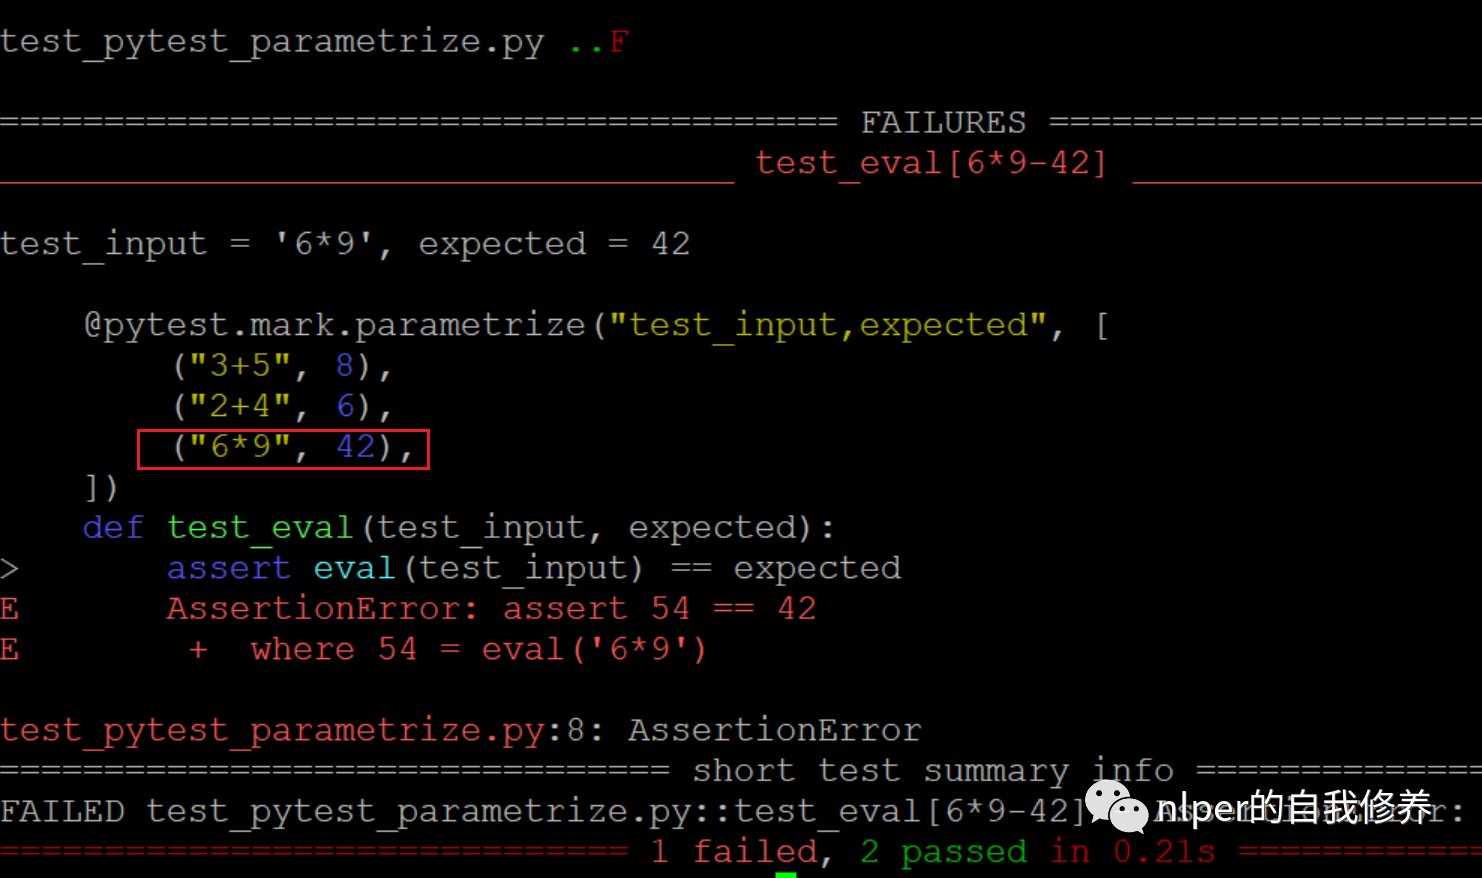 test_pytest_parametrize.py ..F
======================================== FAILURES =====================
___________________________________ test_eval[6*9-42] _________________
test_input = '6*9', expected = 42
@pytest.mark.parametrize("test_input,expected", [
("3+5", 8),
("2+4", 6),
("6*9", 42),
])
def test_eval(test_input, expected):
> assert eval(test_input) == expected
E AssertionError: assert 54 == 42
E + where 54 = eval('6*9')
test_pytest_parametrize.py:8: AssertionError
================================ short test summary info ==============
FAILED test_pytest_parametrize.py::test_eval[6*9-42] - AssertionError:
nlper的自我修养
============================== 1 failed, 2 passed in 0.21s ============